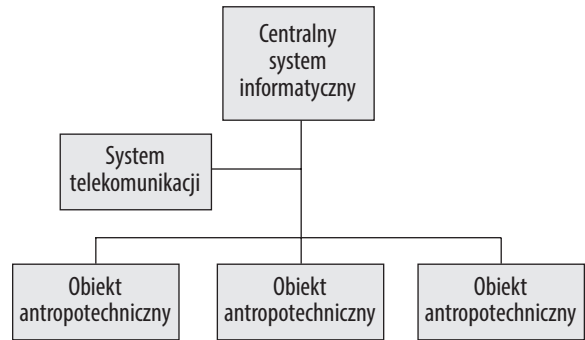 Centralny
system
informatyczny
System
telekomunikacji
Obiekt
antropotechniczny
Obiekt
antropotechniczny
Obiekt
antropotechniczny